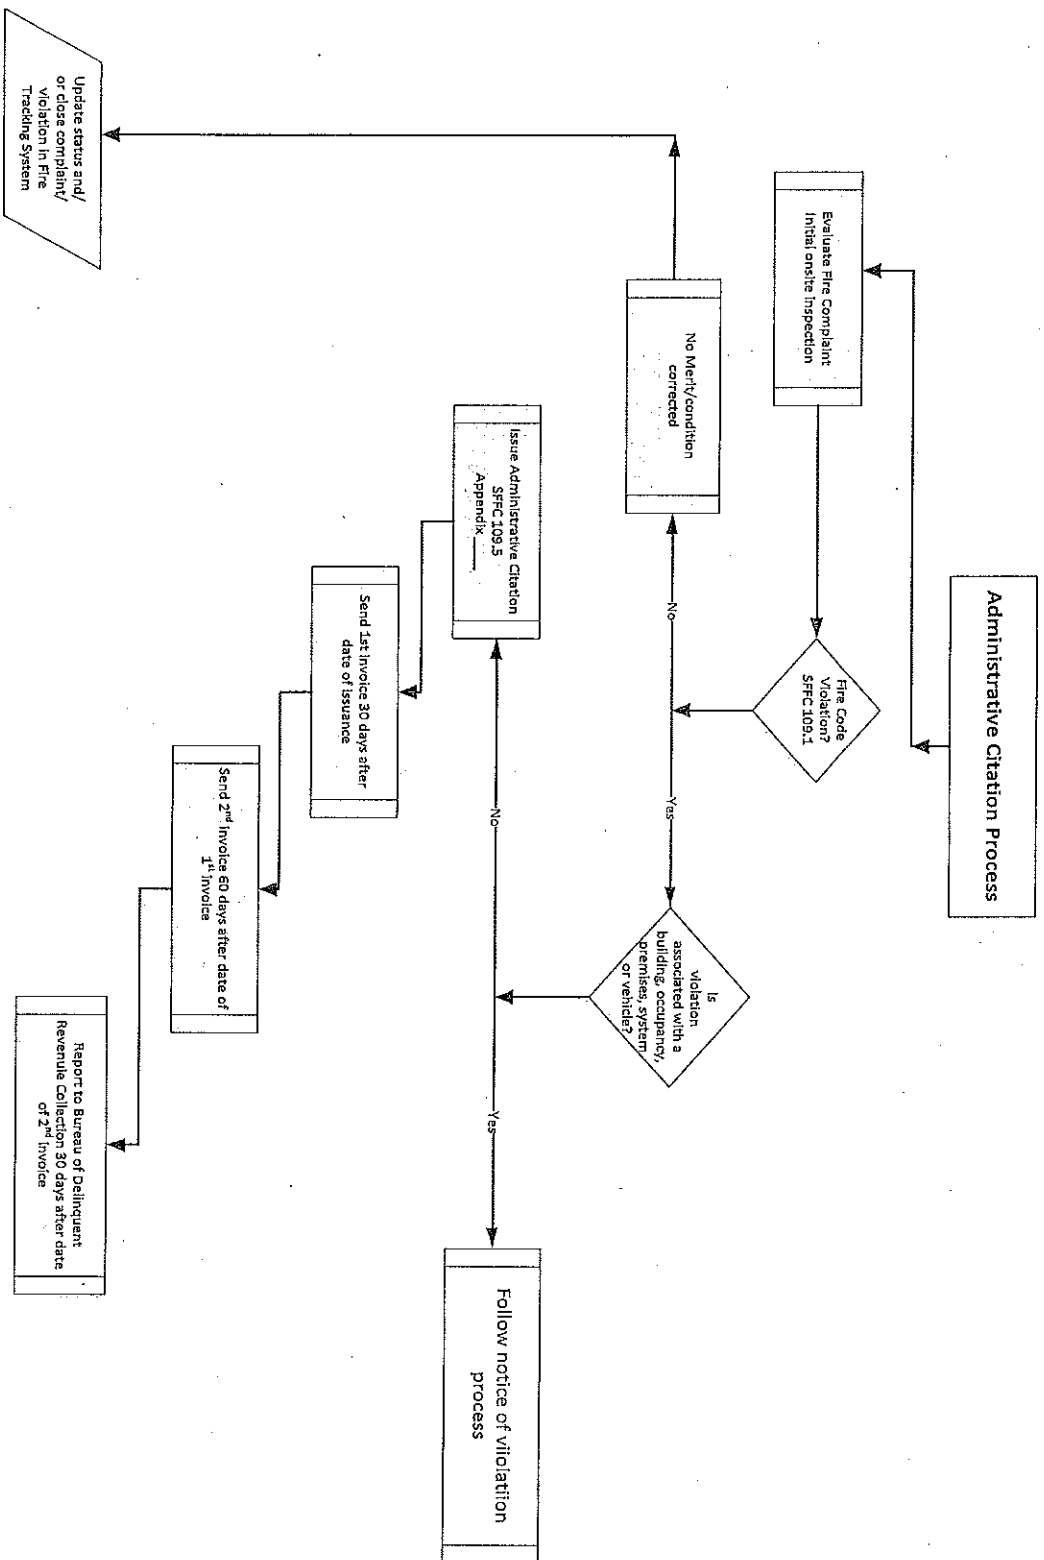 Administrative Citation Process
Evaluate Fire Complaint
Initial onsite inspection
Fire Code
Violation?
SFFC 109.1
No
Yes
No Merit/condition
corrected
Is
violation
associated with a
building, occupancy,
premises, system
or vehicle?
Update status and/
or close complaint/
violation in Fire
Tracking System
No
Yes
Issue Administrative Citation
SFFC 109.5
Appendix ____
Follow notice of viiolatiion
process
Send 1st invoice 30 days after
date of issuance
Send 2nd invoice 60 days after date of
1st invoice
Report to Bureau of Delinquent
Revenule Collection 30 days after date
of 2nd invoice